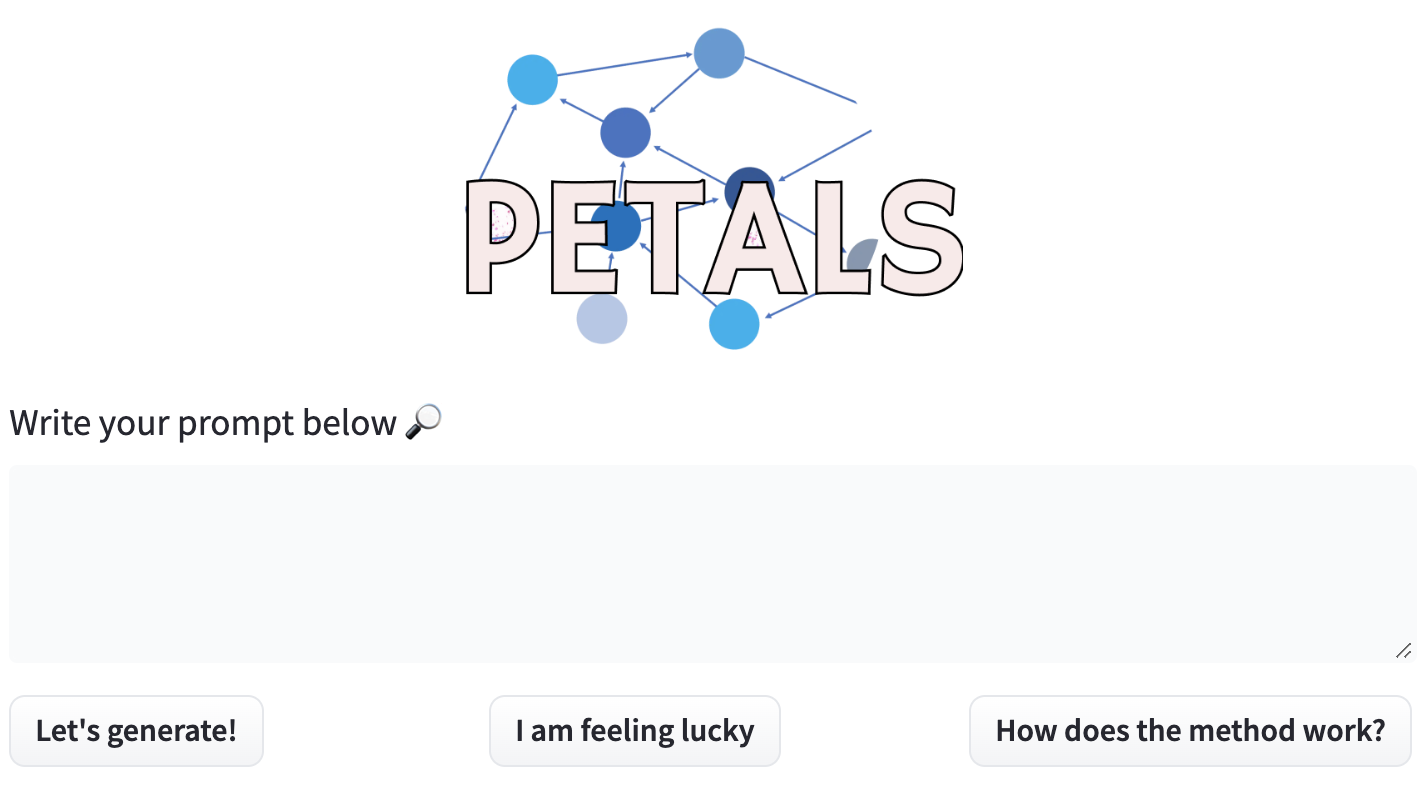 PETALS
Write your prompt below 🔎
Let's generate!
I am feeling lucky
How does the method work?